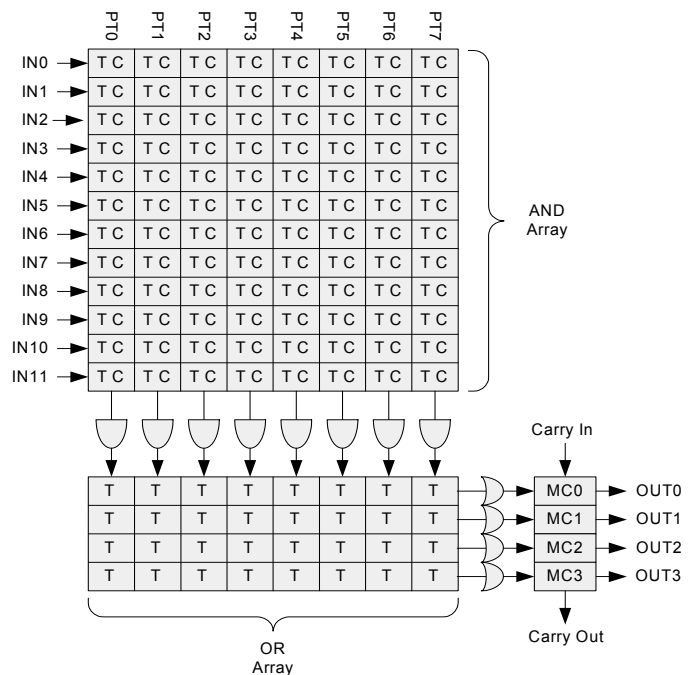 PT0 PT1 PT2 PT3 PT4 PT5 PT6 PT7
IN0 T C T C T C T C T C T C T C T C
IN1 T C T C T C T C T C T C T C T C
IN2 T C T C T C T C T C T C T C T C
IN3 T C T C T C T C T C T C T C T C
IN4 T C T C T C T C T C T C T C T C
IN5 T C T C T C T C T C T C T C T C
IN6 T C T C T C T C T C T C T C T C
IN7 T C T C T C T C T C T C T C T C
IN8 T C T C T C T C T C T C T C T C
IN9 T C T C T C T C T C T C T C T C
IN10 T C T C T C T C T C T C T C T C
IN11 T C T C T C T C T C T C T C T C
AND
Array
Carry In
T T T T T T T T MC0 OUT0
T T T T T T T T MC1 OUT1
T T T T T T T T MC2 OUT2
T T T T T T T T MC3 OUT3
Carry Out
OR
Array